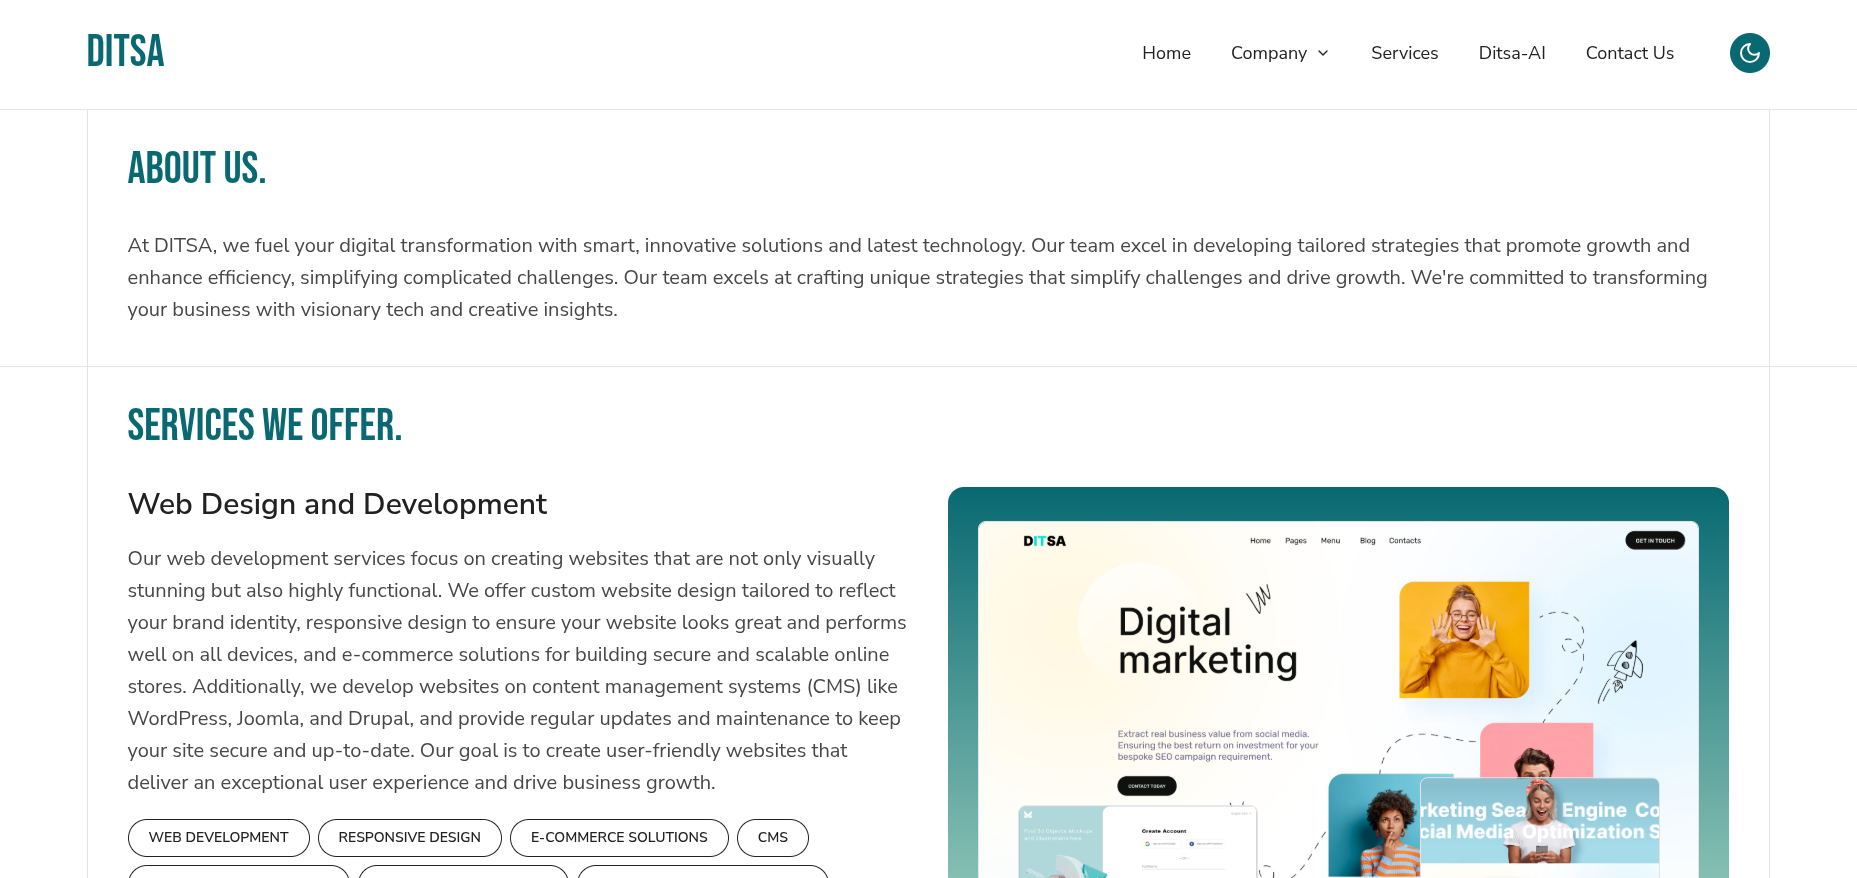 DITSA
Home
Company
Services
Ditsa-AI
Contact Us
ABOUT US.
At DITSA, we fuel your digital transformation with smart, innovative solutions and latest technology. Our team excel in developing tailored strategies that promote growth and
enhance efficiency, simplifying complicated challenges. Our team excels at crafting unique strategies that simplify challenges and drive growth. We're committed to transforming
your business with visionary tech and creative insights.
SERVICES WE OFFER.
Web Design and Development
Our web development services focus on creating websites that are not only visually
stunning but also highly functional. We offer custom website design tailored to reflect
your brand identity, responsive design to ensure your website looks great and performs
well on all devices, and e-commerce solutions for building secure and scalable online
stores. Additionally, we develop websites on content management systems (CMS) like
WordPress, Joomla, and Drupal, and provide regular updates and maintenance to keep
your site secure and up-to-date. Our goal is to create user-friendly websites that
deliver an exceptional user experience and drive business growth.
WEB DEVELOPMENT
RESPONSIVE DESIGN
E-COMMERCE SOLUTIONS
CMS
DITSA
Home
Pages
Menu
Blog
Contacts
GET IN TOUCH
Digital
marketing
Extract real business value from social media.
Ensuring the best return on investment for your
bespoke SEO campaign requirement.
CONTACT TODAY
rketing Sea Engine Co
cial Media Optimization S
Create Account